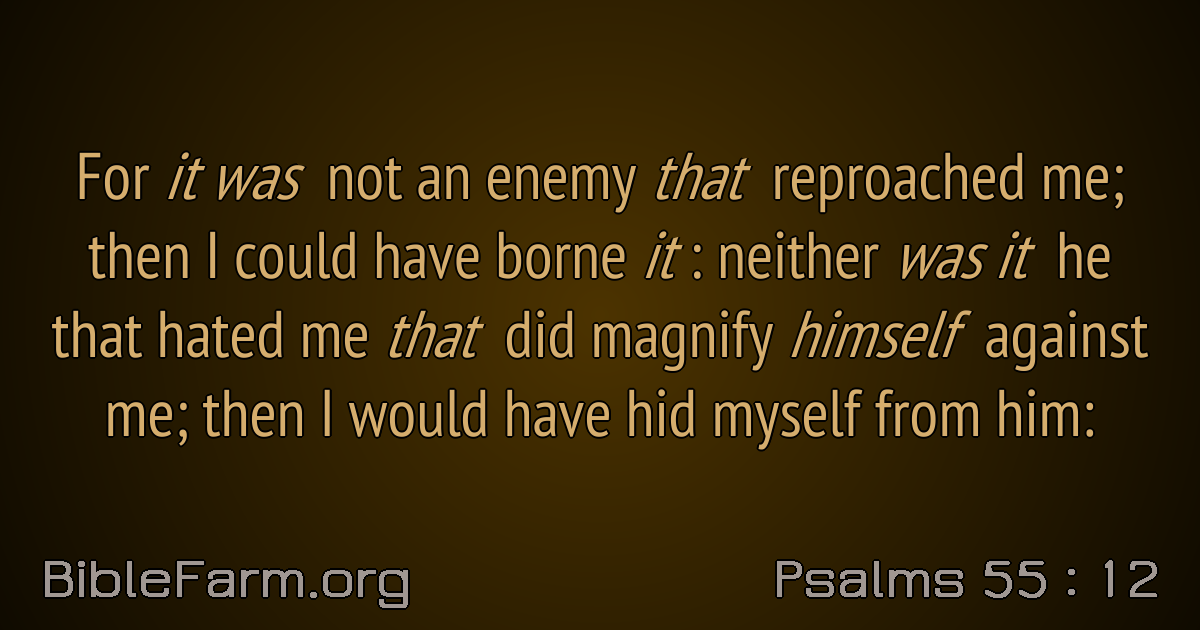 For it was not an enemy that reproached me;
then I could have borne it : neither was it he
that hated me that did magnify himself against
me; then I would have hid myself from him:
BibleFarm.org
Psalms 55 : 12